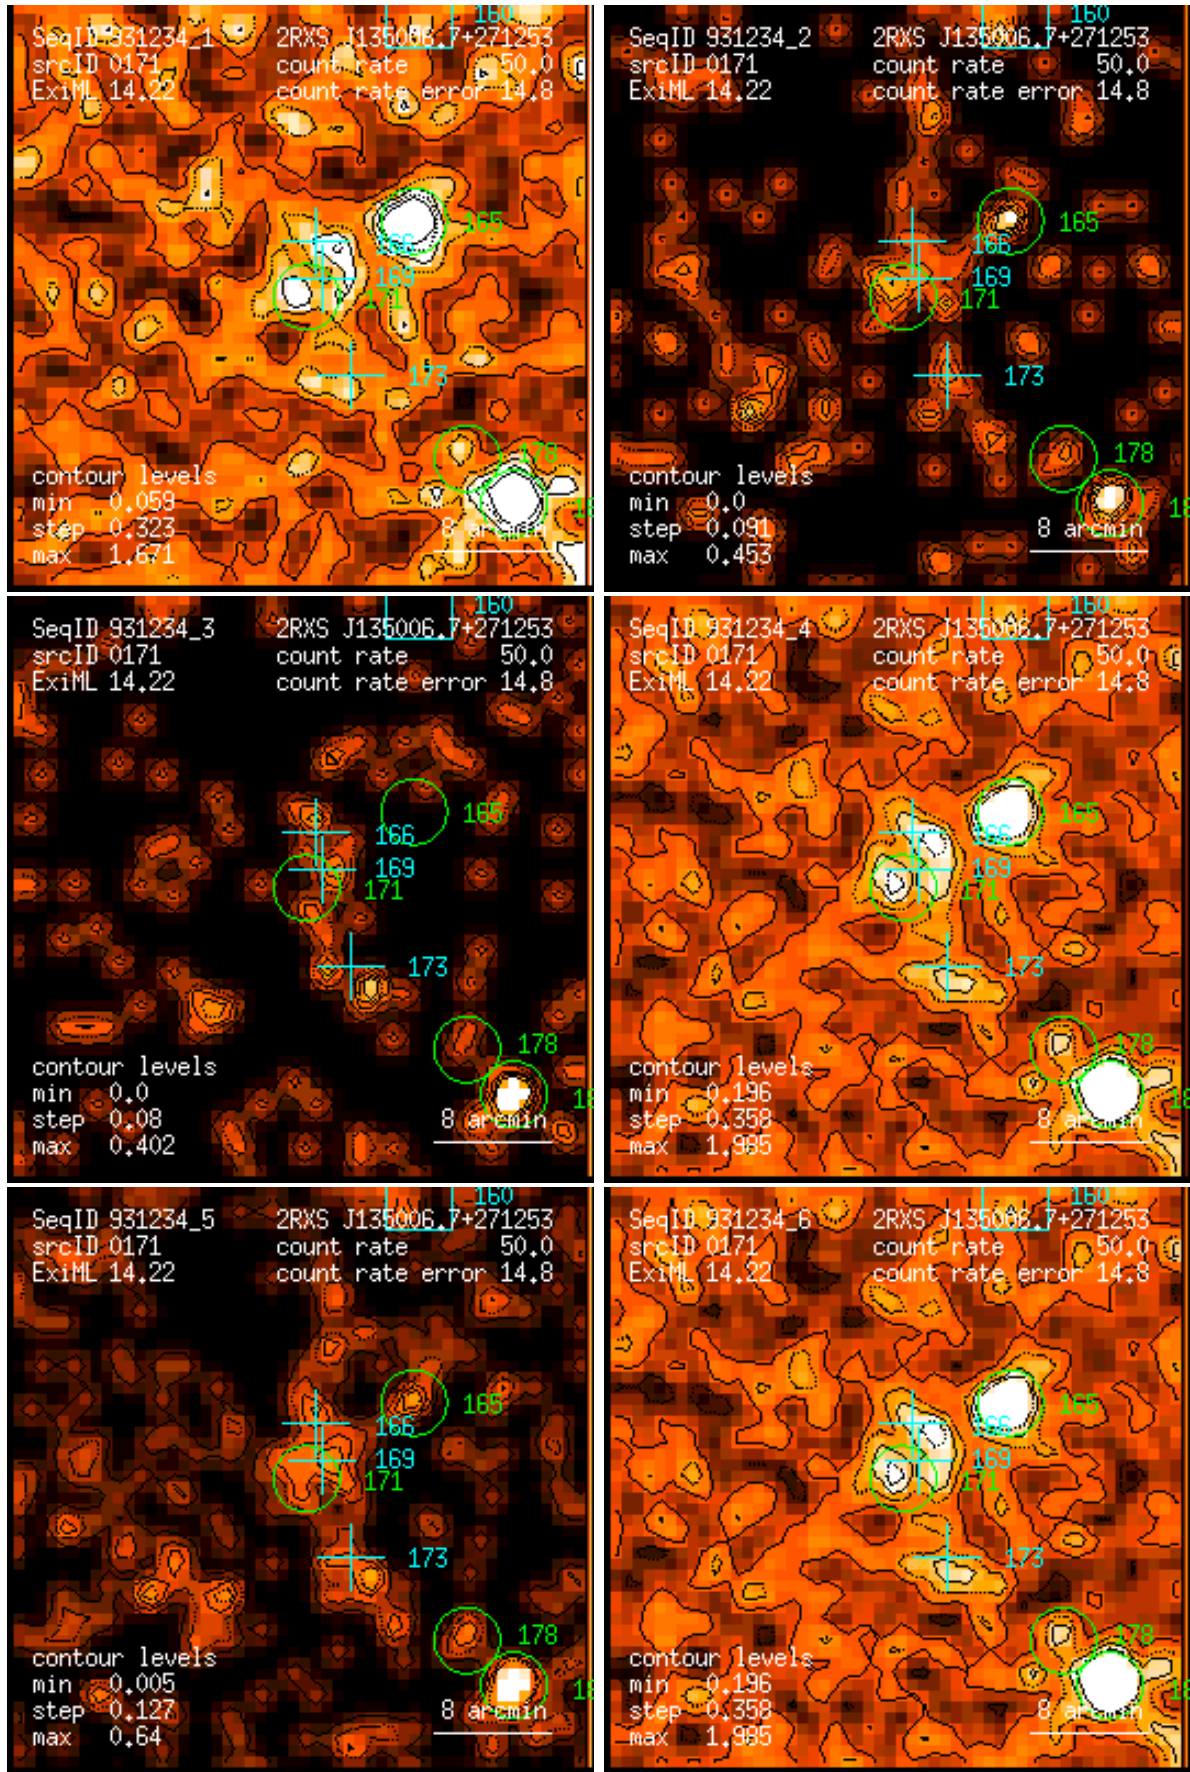 160
SeqID 931234_1 2RXS J135006.7+271253
srcID 0171 count rate 50.0
ExiML 14.22 count rate error 14.8
165
166
169
171
173
178
contour levels
min 0.059
step 0.323
max 1.671
8 arcmin
18
160
SeqID 931234_2 2RXS J135006.7+271253
srcID 0171 count rate 50.0
ExiML 14.22 count rate error 14.8
165
166
169
171
173
178
contour levels
min 0.0
step 0.091
max 0.453
8 arcmin
18
160
SeqID 931234_3 2RXS J135006.7+271253
srcID 0171 count rate 50.0
ExiML 14.22 count rate error 14.8
165
166
169
171
173
178
contour levels
min 0.0
step 0.08
max 0.402
8 arcmin
18
160
SeqID 931234_4 2RXS J135006.7+271253
srcID 0171 count rate 50.0
ExiML 14.22 count rate error 14.8
165
166
169
171
173
178
contour levels
min 0.196
step 0.358
max 1.985
8 arcmin
18
160
SeqID 931234_5 2RXS J135006.7+271253
srcID 0171 count rate 50.0
ExiML 14.22 count rate error 14.8
165
166
169
171
173
178
contour levels
min 0.005
step 0.127
max 0.64
8 arcmin
18
160
SeqID 931234_6 2RXS J135006.7+271253
srcID 0171 count rate 50.0
ExiML 14.22 count rate error 14.8
165
166
169
171
173
178
contour levels
min 0.196
step 0.358
max 1.985
8 arcmin
18